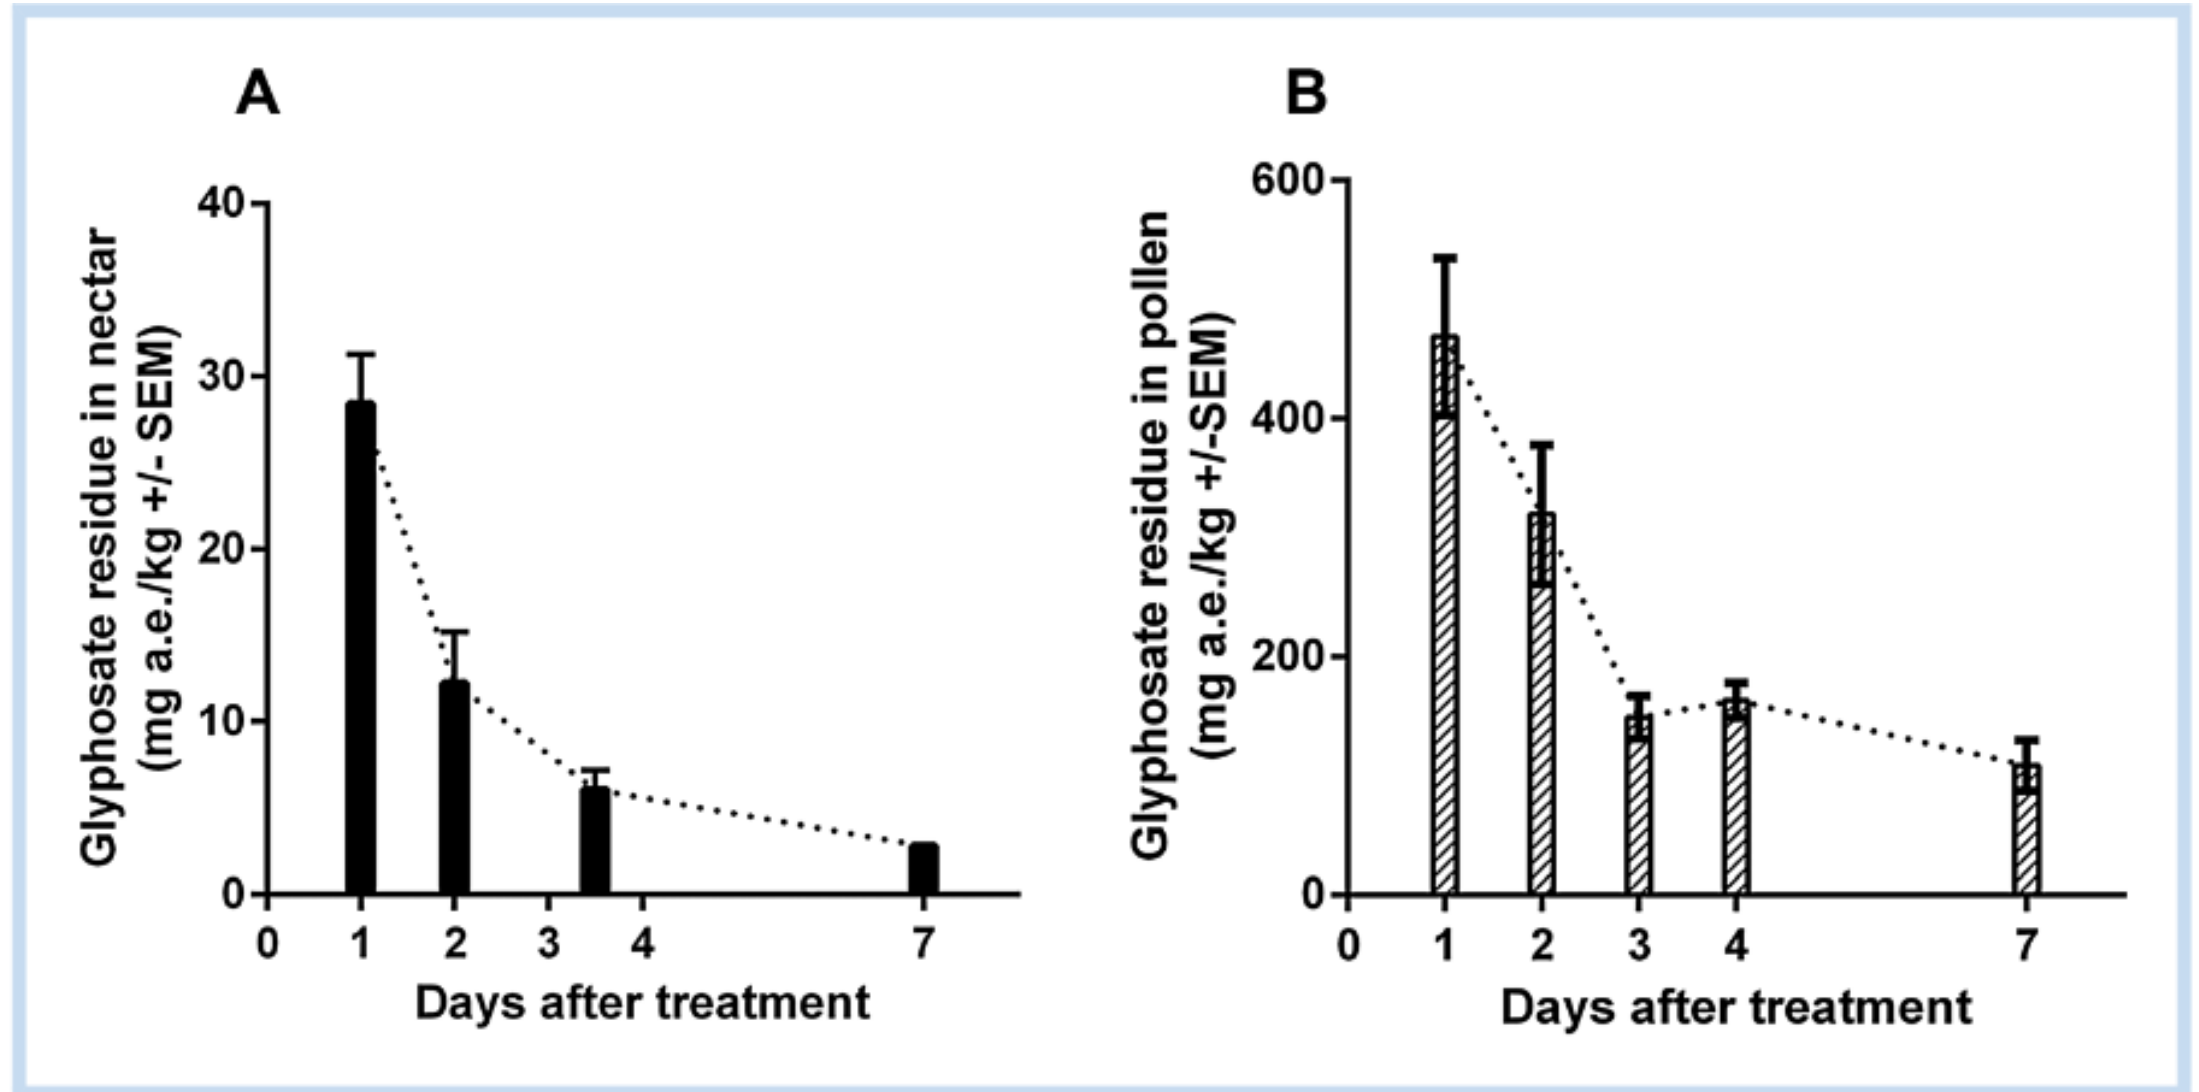 A
Glyphosate residue in nectar
(mg a.e./kg +/- SEM)
40
30
20
10
0
0 1 2 3 4 7
Days after treatment
B
Glyphosate residue in pollen
(mg a.e./kg +/-SEM)
600
400
200
0
0 1 2 3 4 7
Days after treatment